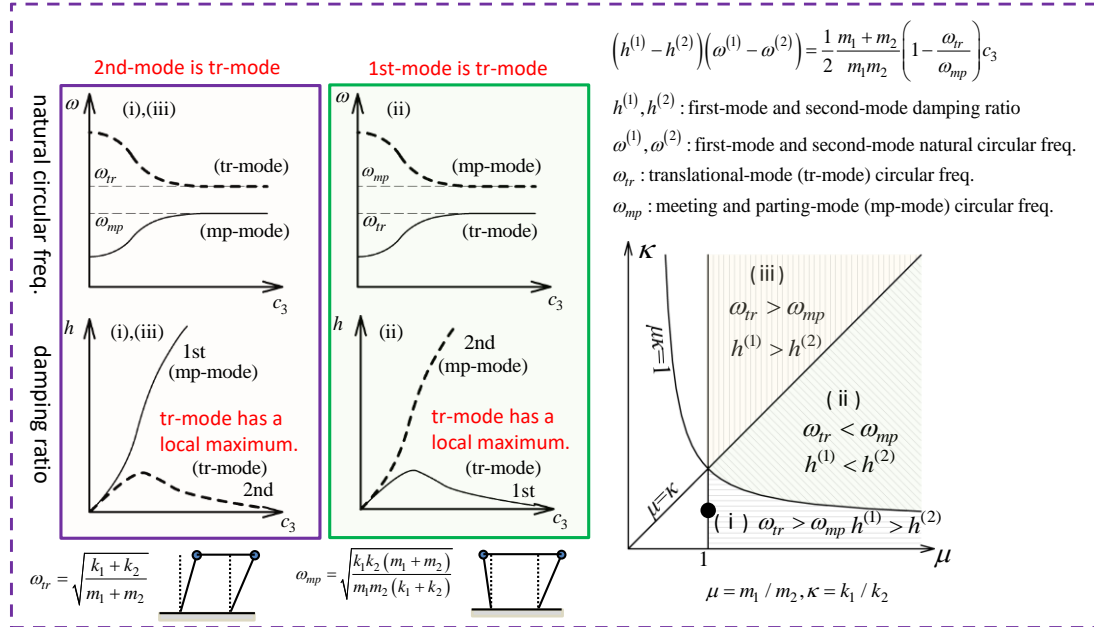 2nd-mode is tr-mode
1st-mode is tr-mode
natural circular freq.
damping ratio
ω
(i),(iii)
ω_tr
(tr-mode)
ω_mp
(mp-mode)
c_3
ω
(ii)
ω_mp
(mp-mode)
ω_tr
(tr-mode)
c_3
h
(i),(iii)
1st
(mp-mode)
tr-mode has a
local maximum.
(tr-mode)
2nd
c_3
h
(ii)
2nd
(mp-mode)
tr-mode has a
local maximum.
(tr-mode)
1st
c_3
ω_tr = √((k_1 + k_2)/(m_1 + m_2))
ω_mp = √(k_1 k_2 (m_1 + m_2)/(m_1 m_2 (k_1 + k_2)))
(h^(1) − h^(2))(ω^(1) − ω^(2)) = 1/2 (m_1 + m_2)/(m_1 m_2) (1 − ω_tr/ω_mp) c_3
h^(1), h^(2) : first-mode and second-mode damping ratio
ω^(1), ω^(2) : first-mode and second-mode natural circular freq.
ω_tr : translational-mode (tr-mode) circular freq.
ω_mp : meeting and parting-mode (mp-mode) circular freq.
κ
(iii)
ω_tr > ω_mp
h^(1) > h^(2)
μκ=1
(ii)
ω_tr < ω_mp
h^(1) < h^(2)
μ=κ
(i) ω_tr > ω_mp h^(1) > h^(2)
1
μ
μ = m_1 / m_2, κ = k_1 / k_2